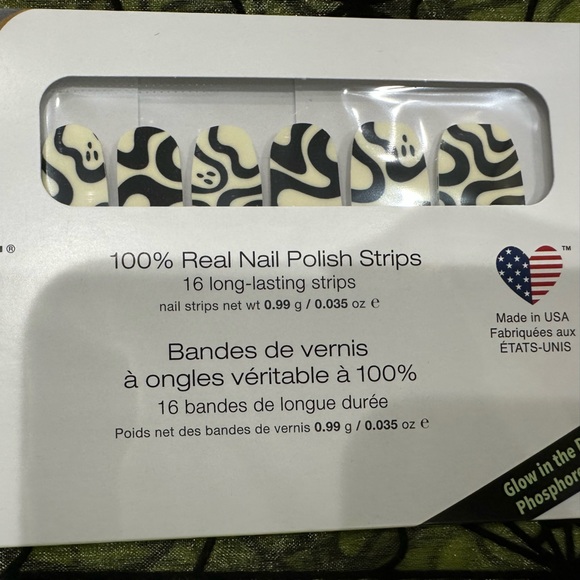 ®
100% Real Nail Polish Strips
16 long-lasting strips
nail strips net wt 0.99 g / 0.035 oz ℮
Bandes de vernis
à ongles véritable à 100%
16 bandes de longue durée
Poids net des bandes de vernis 0.99 g / 0.035 oz ℮
™
Made in USA
Fabriquées aux
ÉTATS-UNIS
Glow in the